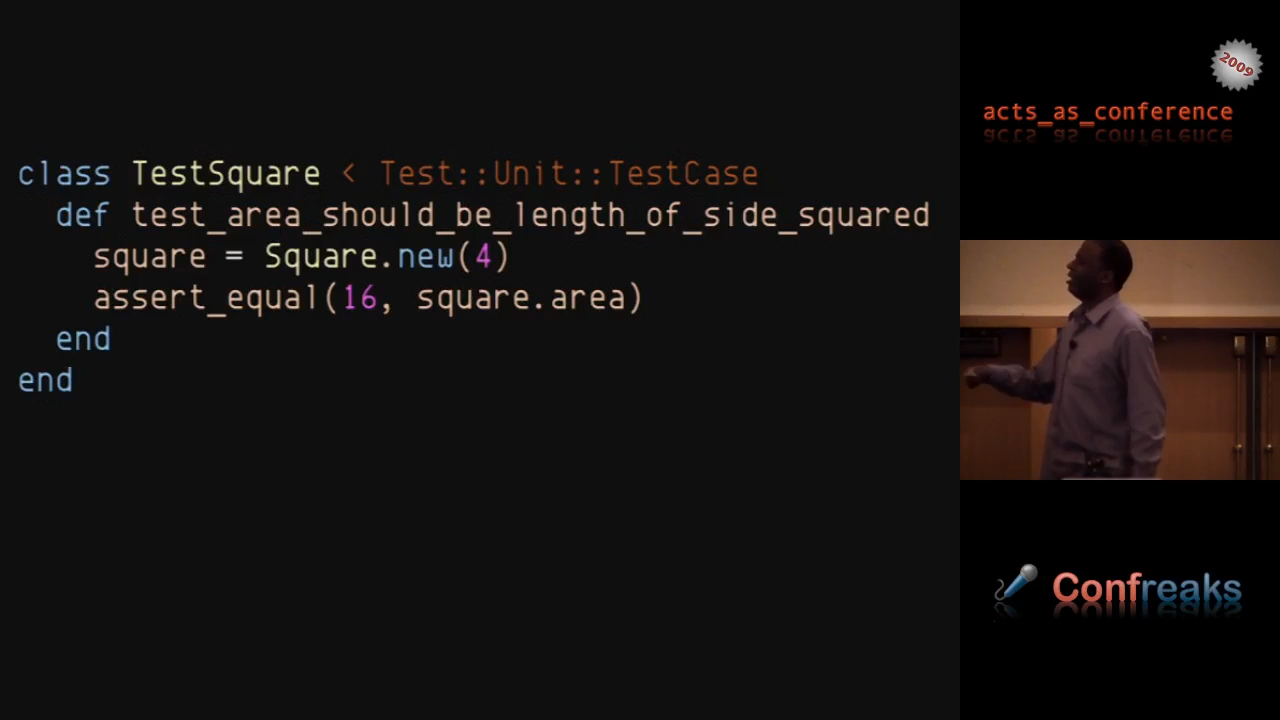 class TestSquare < Test::Unit::TestCase
  def test_area_should_be_length_of_side_squared
    square = Square.new(4)
    assert_equal(16, square.area)
  end
end
2009
acts_as_conference
Confreaks